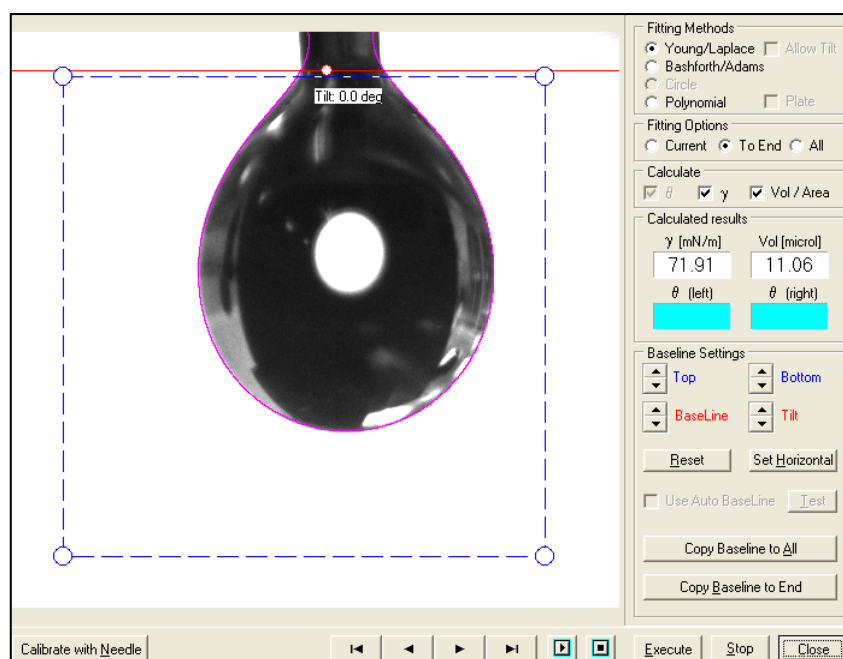 Tilt: 0.0 deg
Fitting Methods
Young/Laplace Allow Tilt
Bashforth/Adams
Circle
Polynomial Plate
Fitting Options
Current To End All
Calculate
θ γ Vol / Area
Calculated results
γ [mN/m] Vol [microl]
71.91 11.06
θ (left) θ (right)
Baseline Settings
Top Bottom
BaseLine Tilt
Reset Set Horizontal
Use Auto BaseLine Test
Copy Baseline to All
Copy Baseline to End
Calibrate with Needle Execute Stop Close